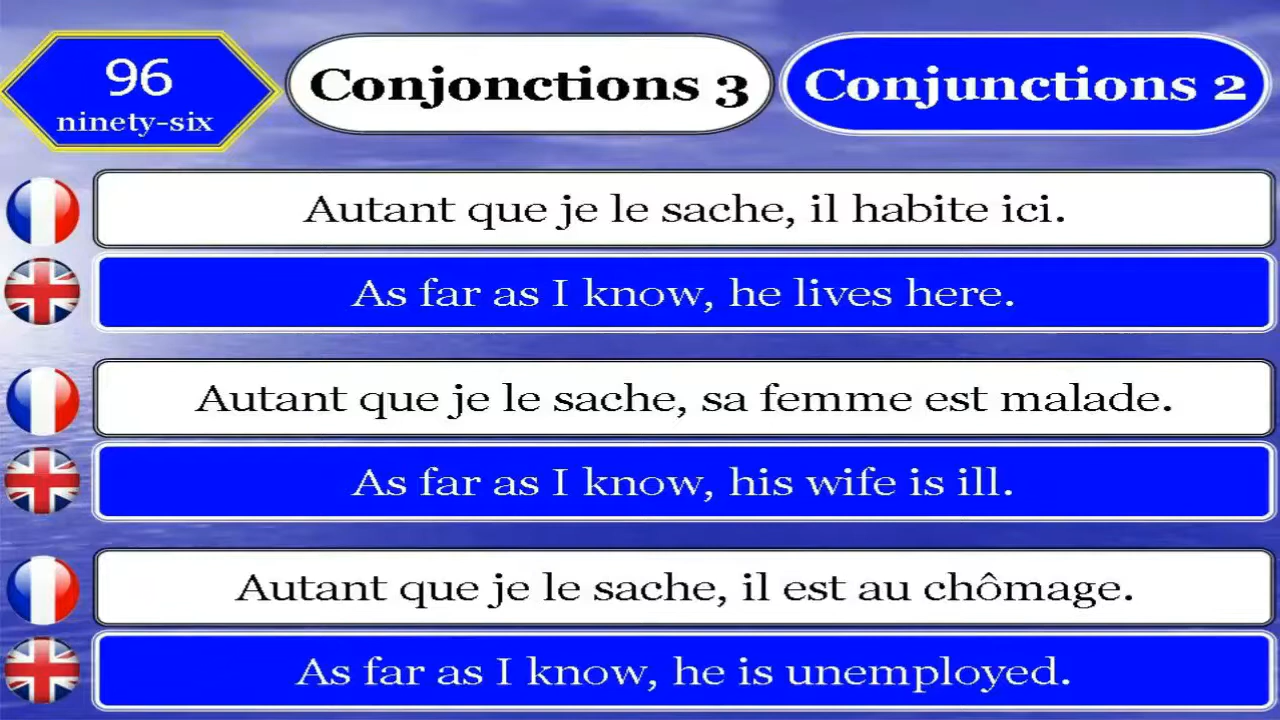 96
ninety-six
Conjonctions 3
Conjunctions 2
Autant que je le sache, il habite ici.
As far as I know, he lives here.
Autant que je le sache, sa femme est malade.
As far as I know, his wife is ill.
Autant que je le sache, il est au chômage.
As far as I know, he is unemployed.